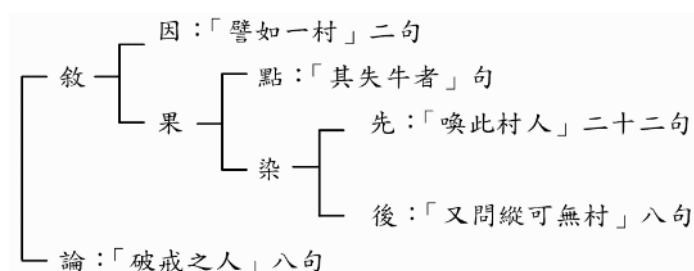 因：「譬如一村」二句
敘
點：「其失牛者」句
果
先：「喚此村人」二十二句
染
後：「又問縱可無村」八句
論：「破戒之人」八句